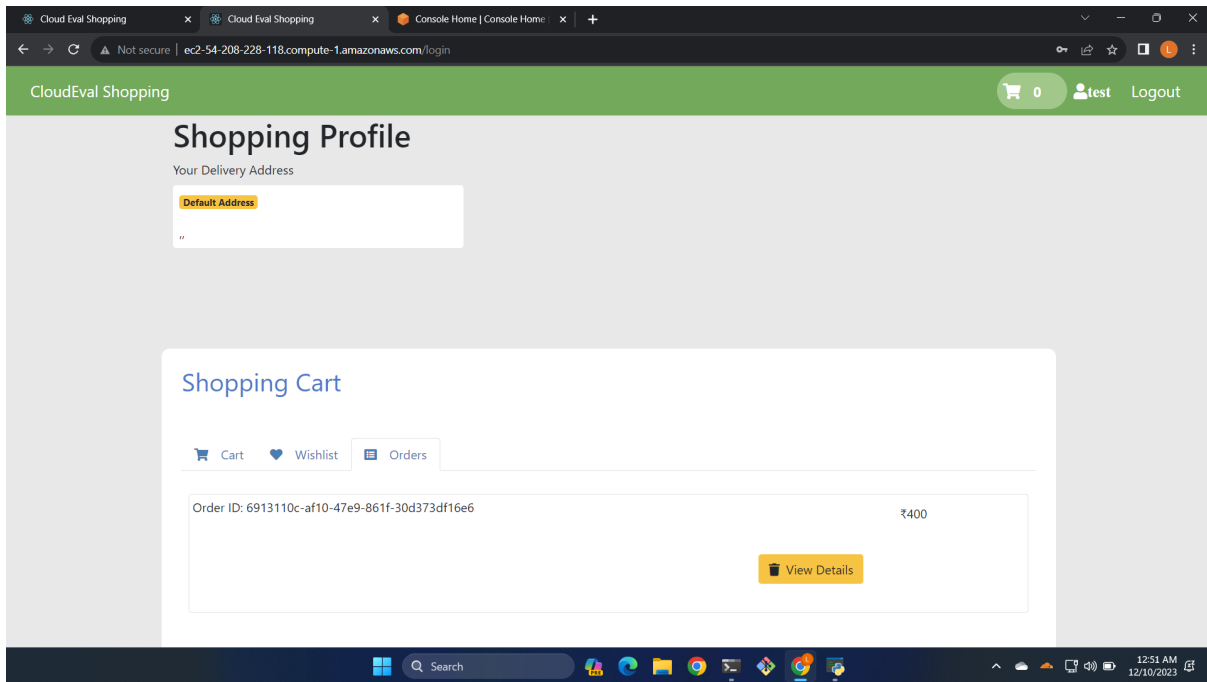 Cloud Eval Shopping
Cloud Eval Shopping
Console Home | Console Home
Not secure
ec2-54-208-228-118.compute-1.amazonaws.com/login
L
CloudEval Shopping
0
test
Logout
Shopping Profile
Your Delivery Address
Default Address
,,
Shopping Cart
Cart
Wishlist
Orders
Order ID: 6913110c-af10-47e9-861f-30d373df16e6
₹400
View Details
Search
PRE
L
12:51 AM
12/10/2023